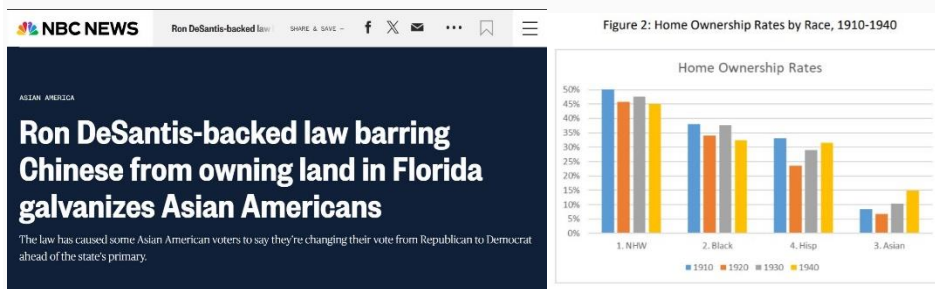 NBC NEWS
Ron DeSantis-backed law
SHARE & SAVE –
ASIAN AMERICA
Ron DeSantis-backed law barring
Chinese from owning land in Florida
galvanizes Asian Americans
The law has caused some Asian American voters to say they're changing their vote from Republican to Democrat
ahead of the state's primary.
Figure 2: Home Ownership Rates by Race, 1910-1940
Home Ownership Rates
50%
45%
40%
35%
30%
25%
20%
15%
10%
5%
0%
1. NHW 2. Black 4. Hisp 3. Asian
1910 1920 1930 1940